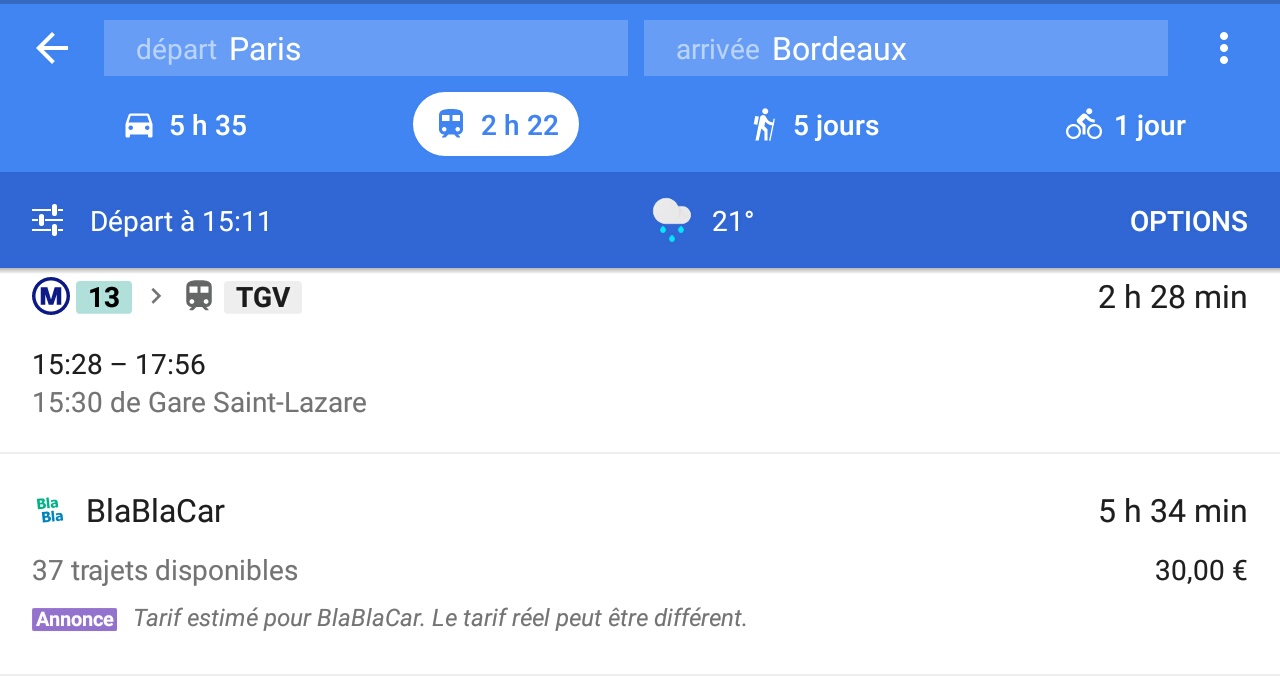 départ Paris arrivée Bordeaux
5 h 35 2 h 22 5 jours 1 jour
Départ à 15:11 21° OPTIONS
M 13 TGV 2 h 28 min
15:28 – 17:56
15:30 de Gare Saint-Lazare
Bla Bla BlaBlaCar 5 h 34 min
37 trajets disponibles 30,00 €
Annonce Tarif estimé pour BlaBlaCar. Le tarif réel peut être différent.